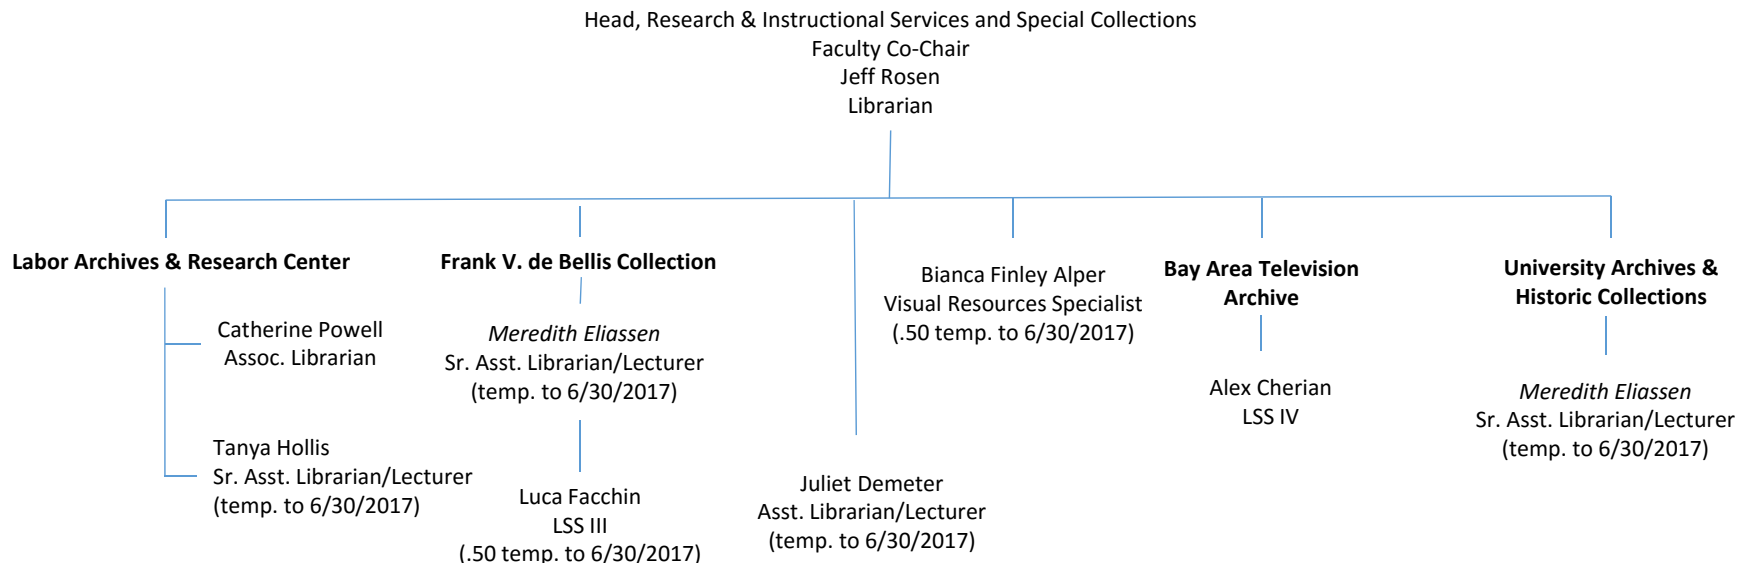 Head, Research & Instructional Services and Special Collections
Faculty Co-Chair
Jeff Rosen
Librarian
Labor Archives & Research Center
Catherine Powell
Assoc. Librarian
Tanya Hollis
Sr. Asst. Librarian/Lecturer
(temp. to 6/30/2017)
Frank V. de Bellis Collection
Meredith Eliassen
Sr. Asst. Librarian/Lecturer
(temp. to 6/30/2017)
Luca Facchin
LSS III
(.50 temp. to 6/30/2017)
Juliet Demeter
Asst. Librarian/Lecturer
(temp. to 6/30/2017)
Bianca Finley Alper
Visual Resources Specialist
(.50 temp. to 6/30/2017)
Bay Area Television
Archive
Alex Cherian
LSS IV
University Archives &
Historic Collections
Meredith Eliassen
Sr. Asst. Librarian/Lecturer
(temp. to 6/30/2017)